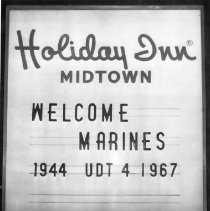 Holiday Inn®
MIDTOWN
WELCOME
MARINES
1944 UDT 4 1967